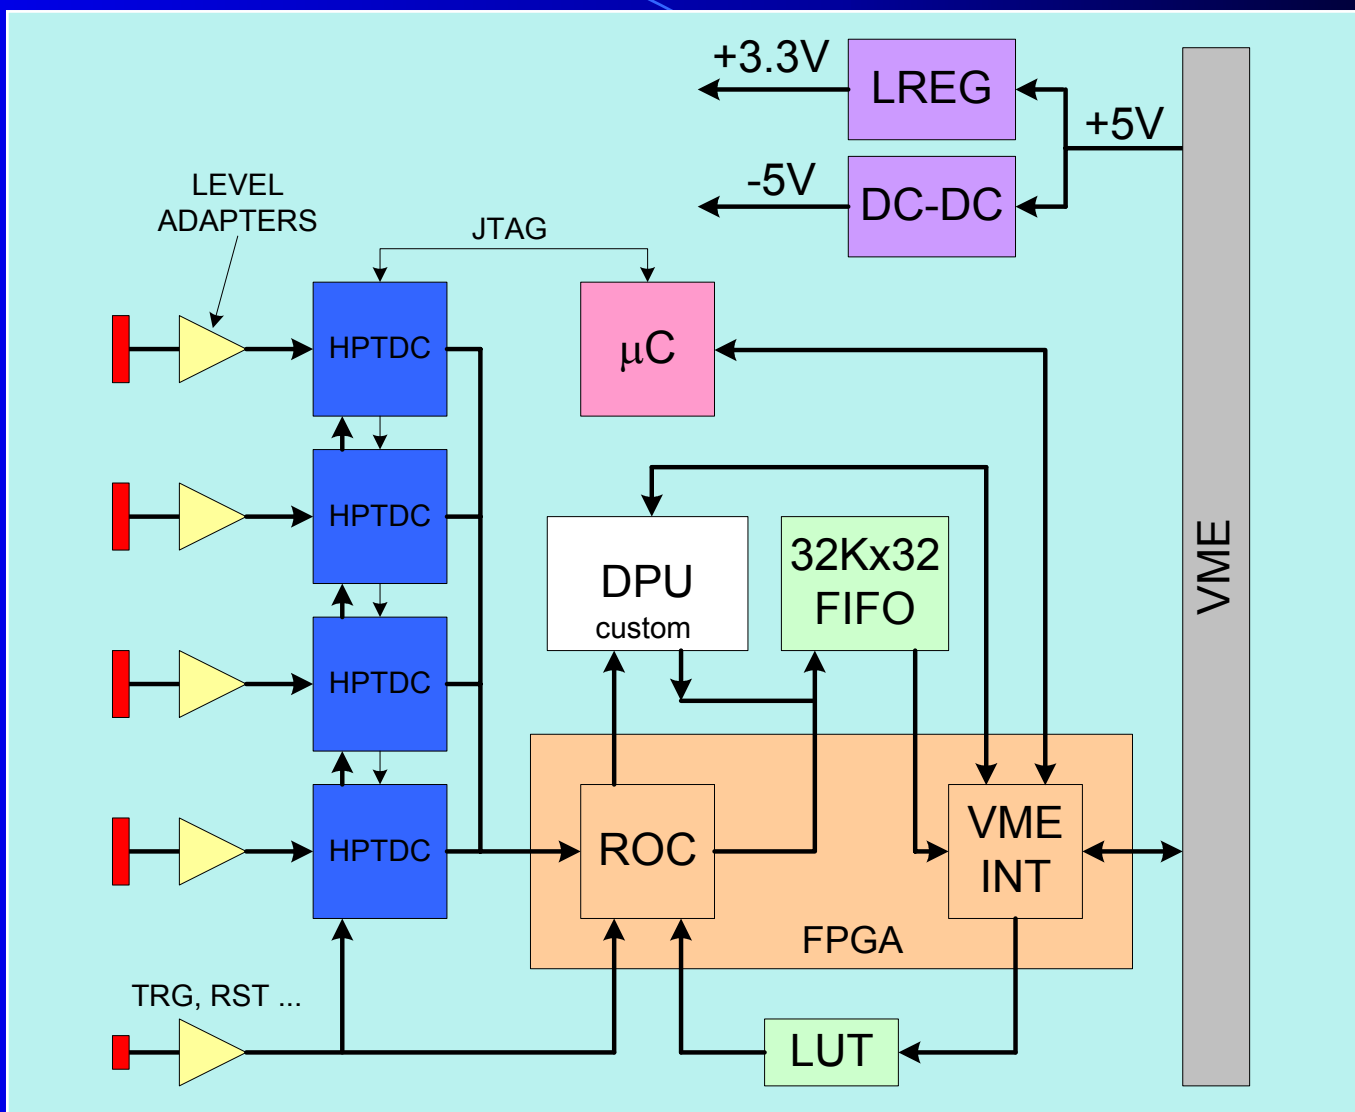 +3.3V
LREG
+5V
-5V
DC-DC
LEVEL
ADAPTERS
JTAG
HPTDC
μC
HPTDC
DPU
custom
32Kx32
FIFO
VME
HPTDC
HPTDC
ROC
VME
INT
FPGA
TRG, RST ...
LUT